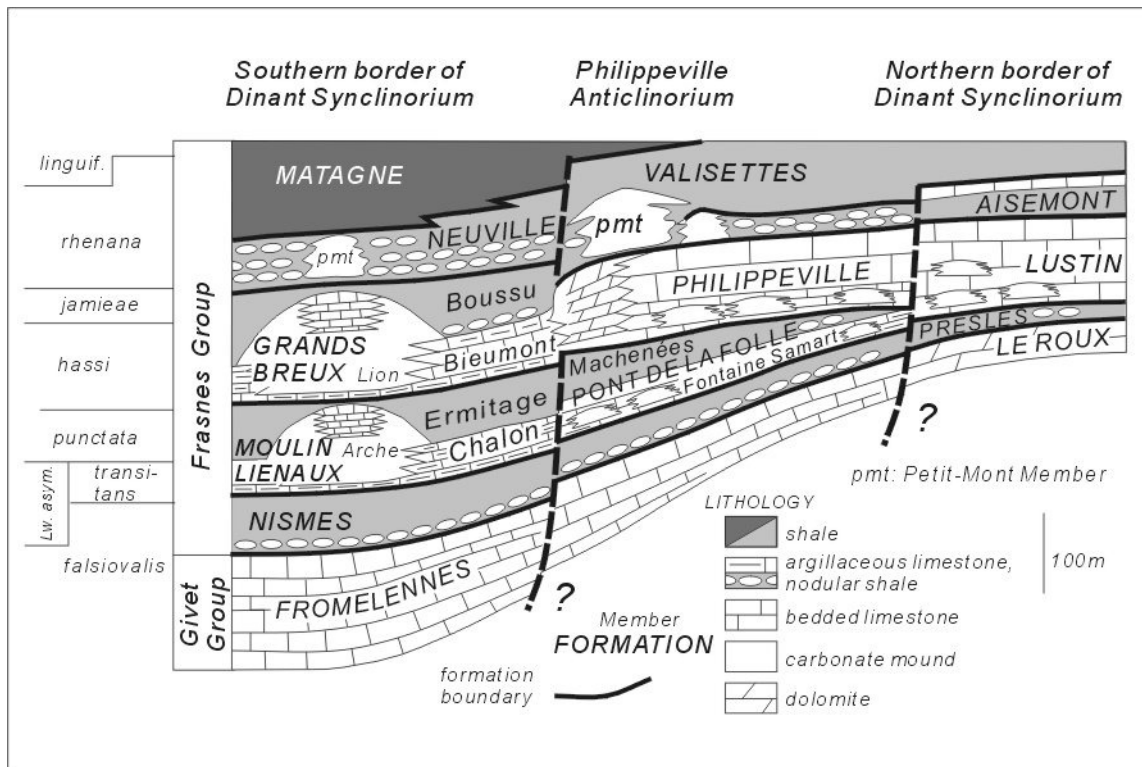 Southern border of
Dinant Synclinorium
Philippeville
Anticlinorium
Northern border of
Dinant Synclinorium
linguif.
rhenana
jamieae
hassi
punctata
Lw. asym.
transi-
tans
falsiovalis
Frasnes Group
Givet
Group
MATAGNE
NEUVILLE
pmt
Boussu
GRANDS
BREUX
Lion
Bieumont
Ermitage
MOULIN
LIENAUX
Arche
Chalon
NISMES
FROMELENNES
VALISETTES
pmt
PHILIPPEVILLE
Machenées
PONT DE LA FOLLE
Fontaine Samart
AISEMONT
LUSTIN
PRESLES
LE ROUX
?
?
pmt: Petit-Mont Member
Member
FORMATION
formation
boundary
LITHOLOGY
shale
argillaceous limestone,
nodular shale
bedded limestone
carbonate mound
dolomite
100m